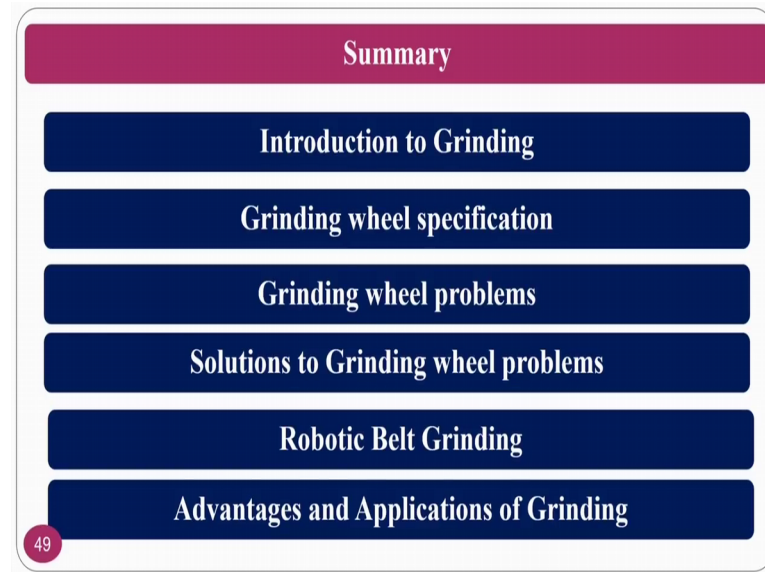 Summary
Introduction to Grinding
Grinding wheel specification
Grinding wheel problems
Solutions to Grinding wheel problems
Robotic Belt Grinding
Advantages and Applications of Grinding
49